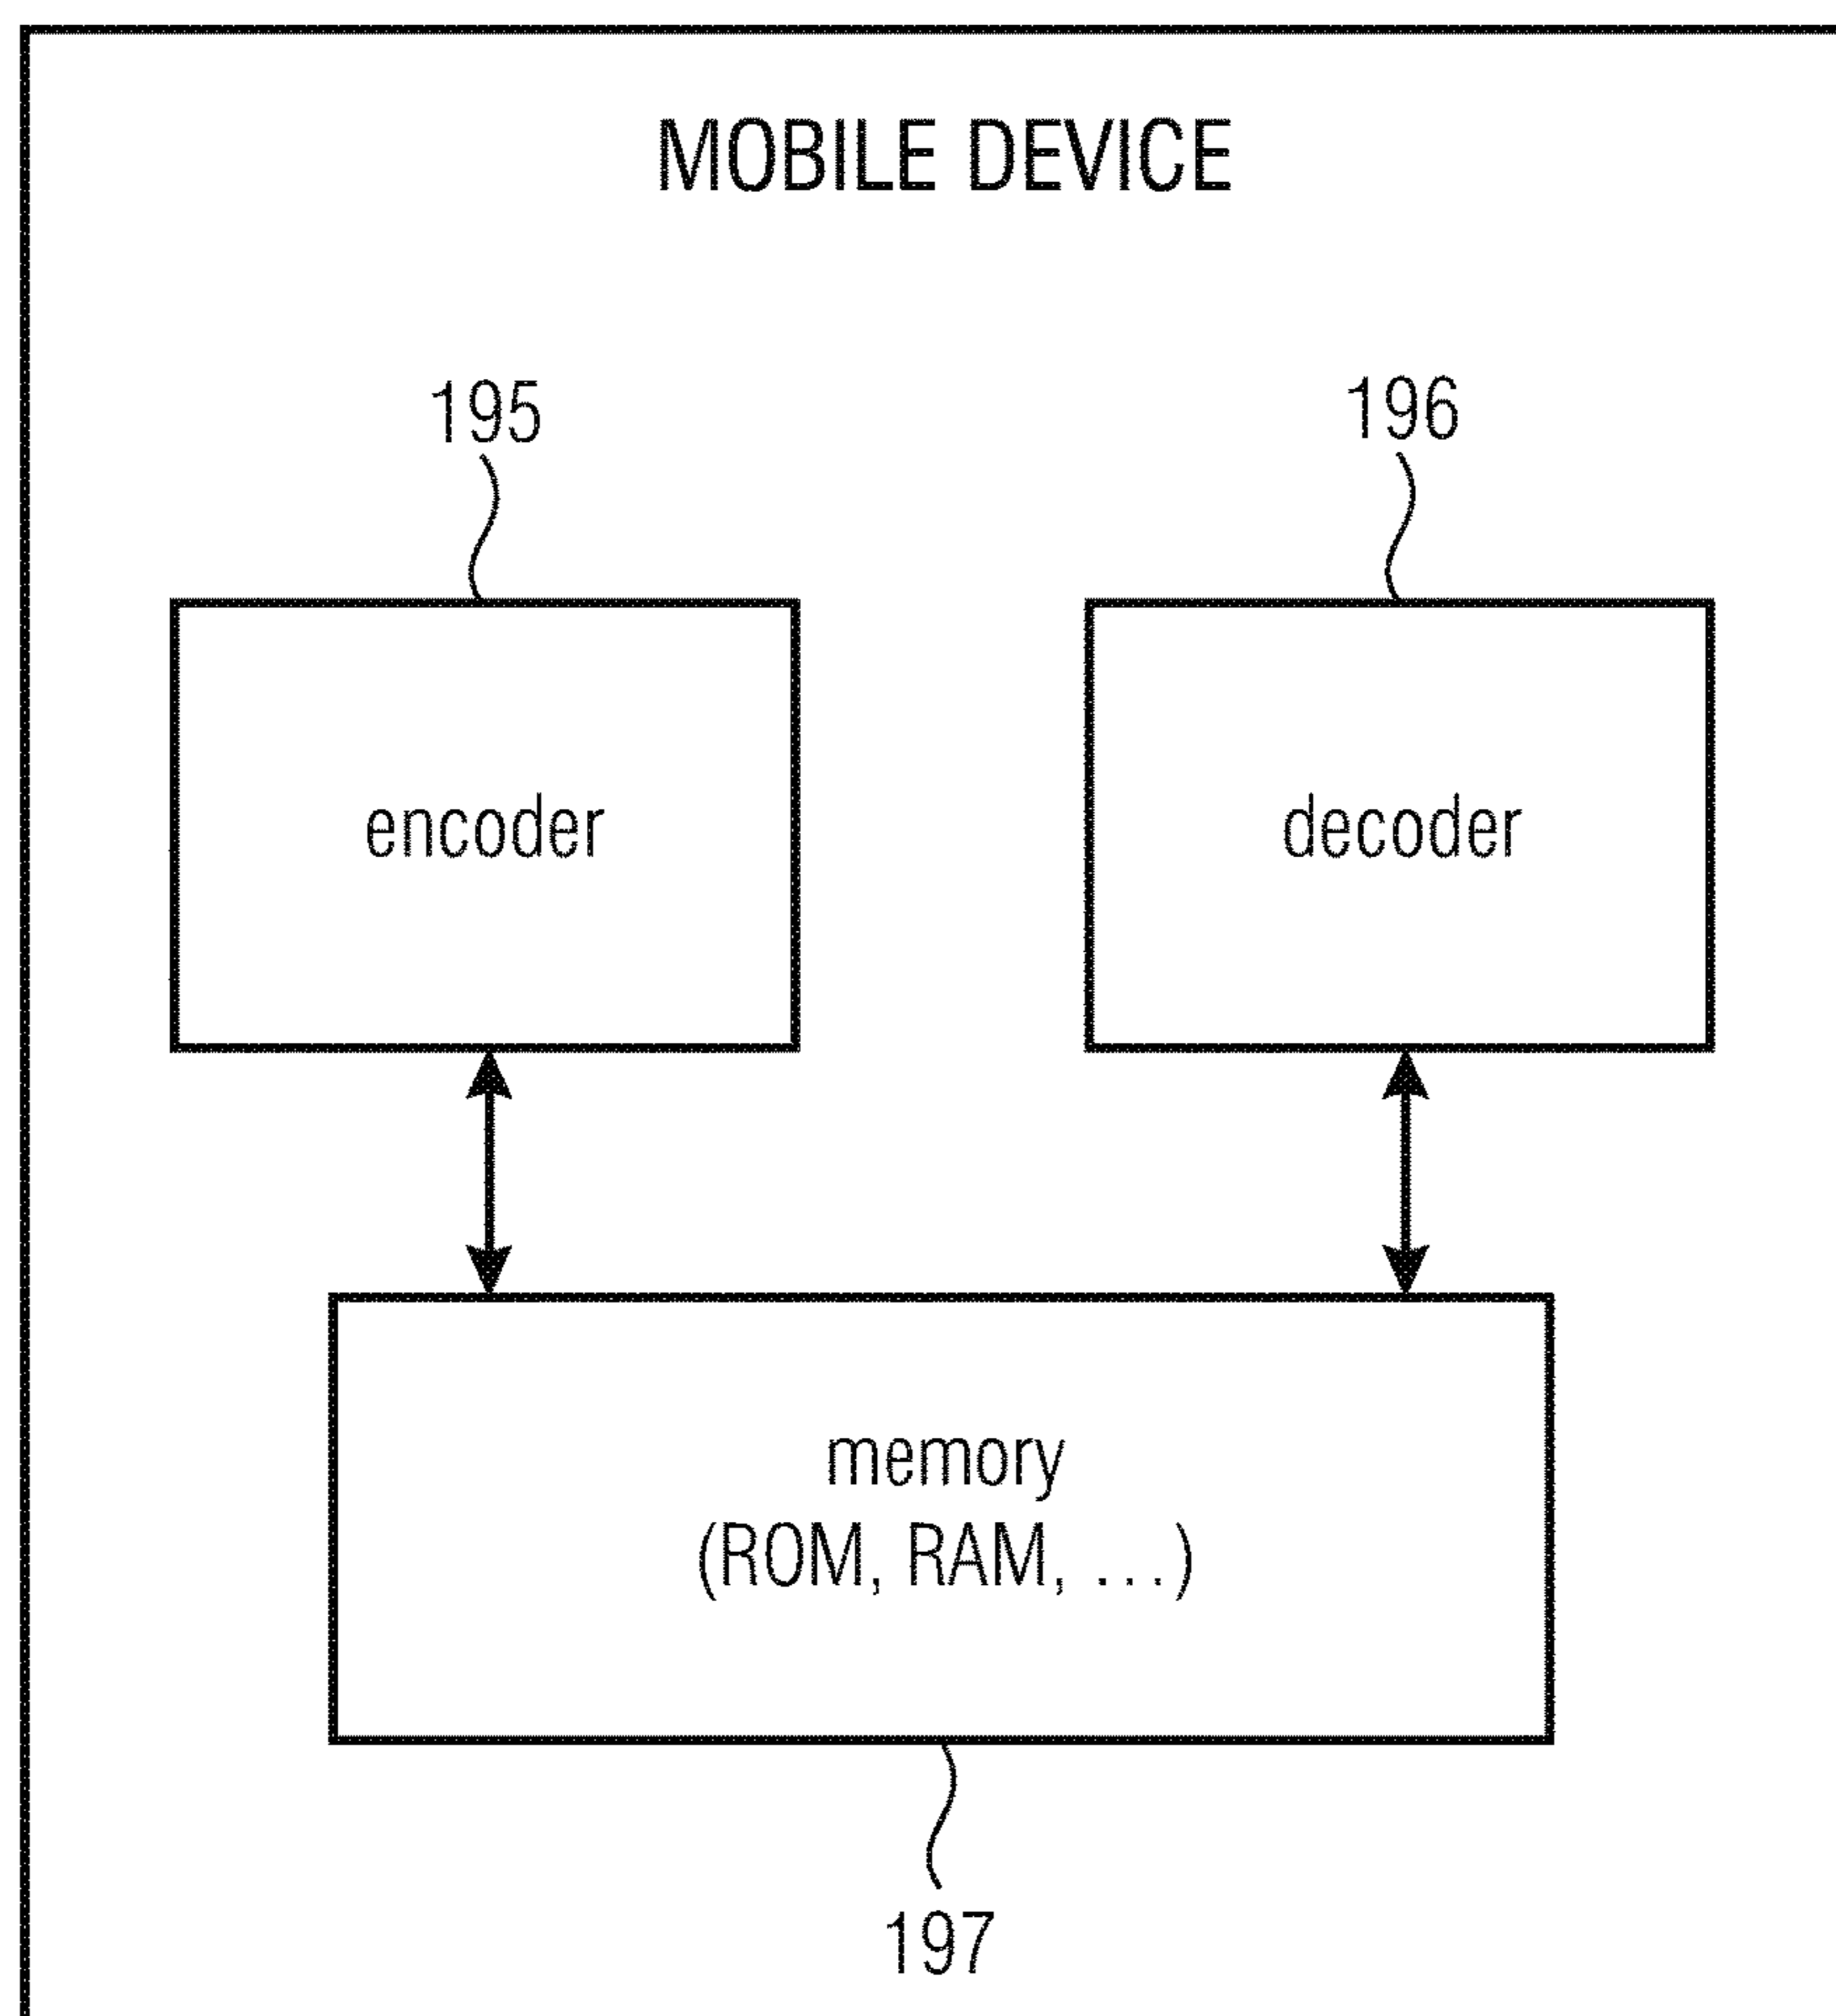 MOBILE DEVICE
195
196
encoder
decoder
memory
(ROM, RAM, ...)
197